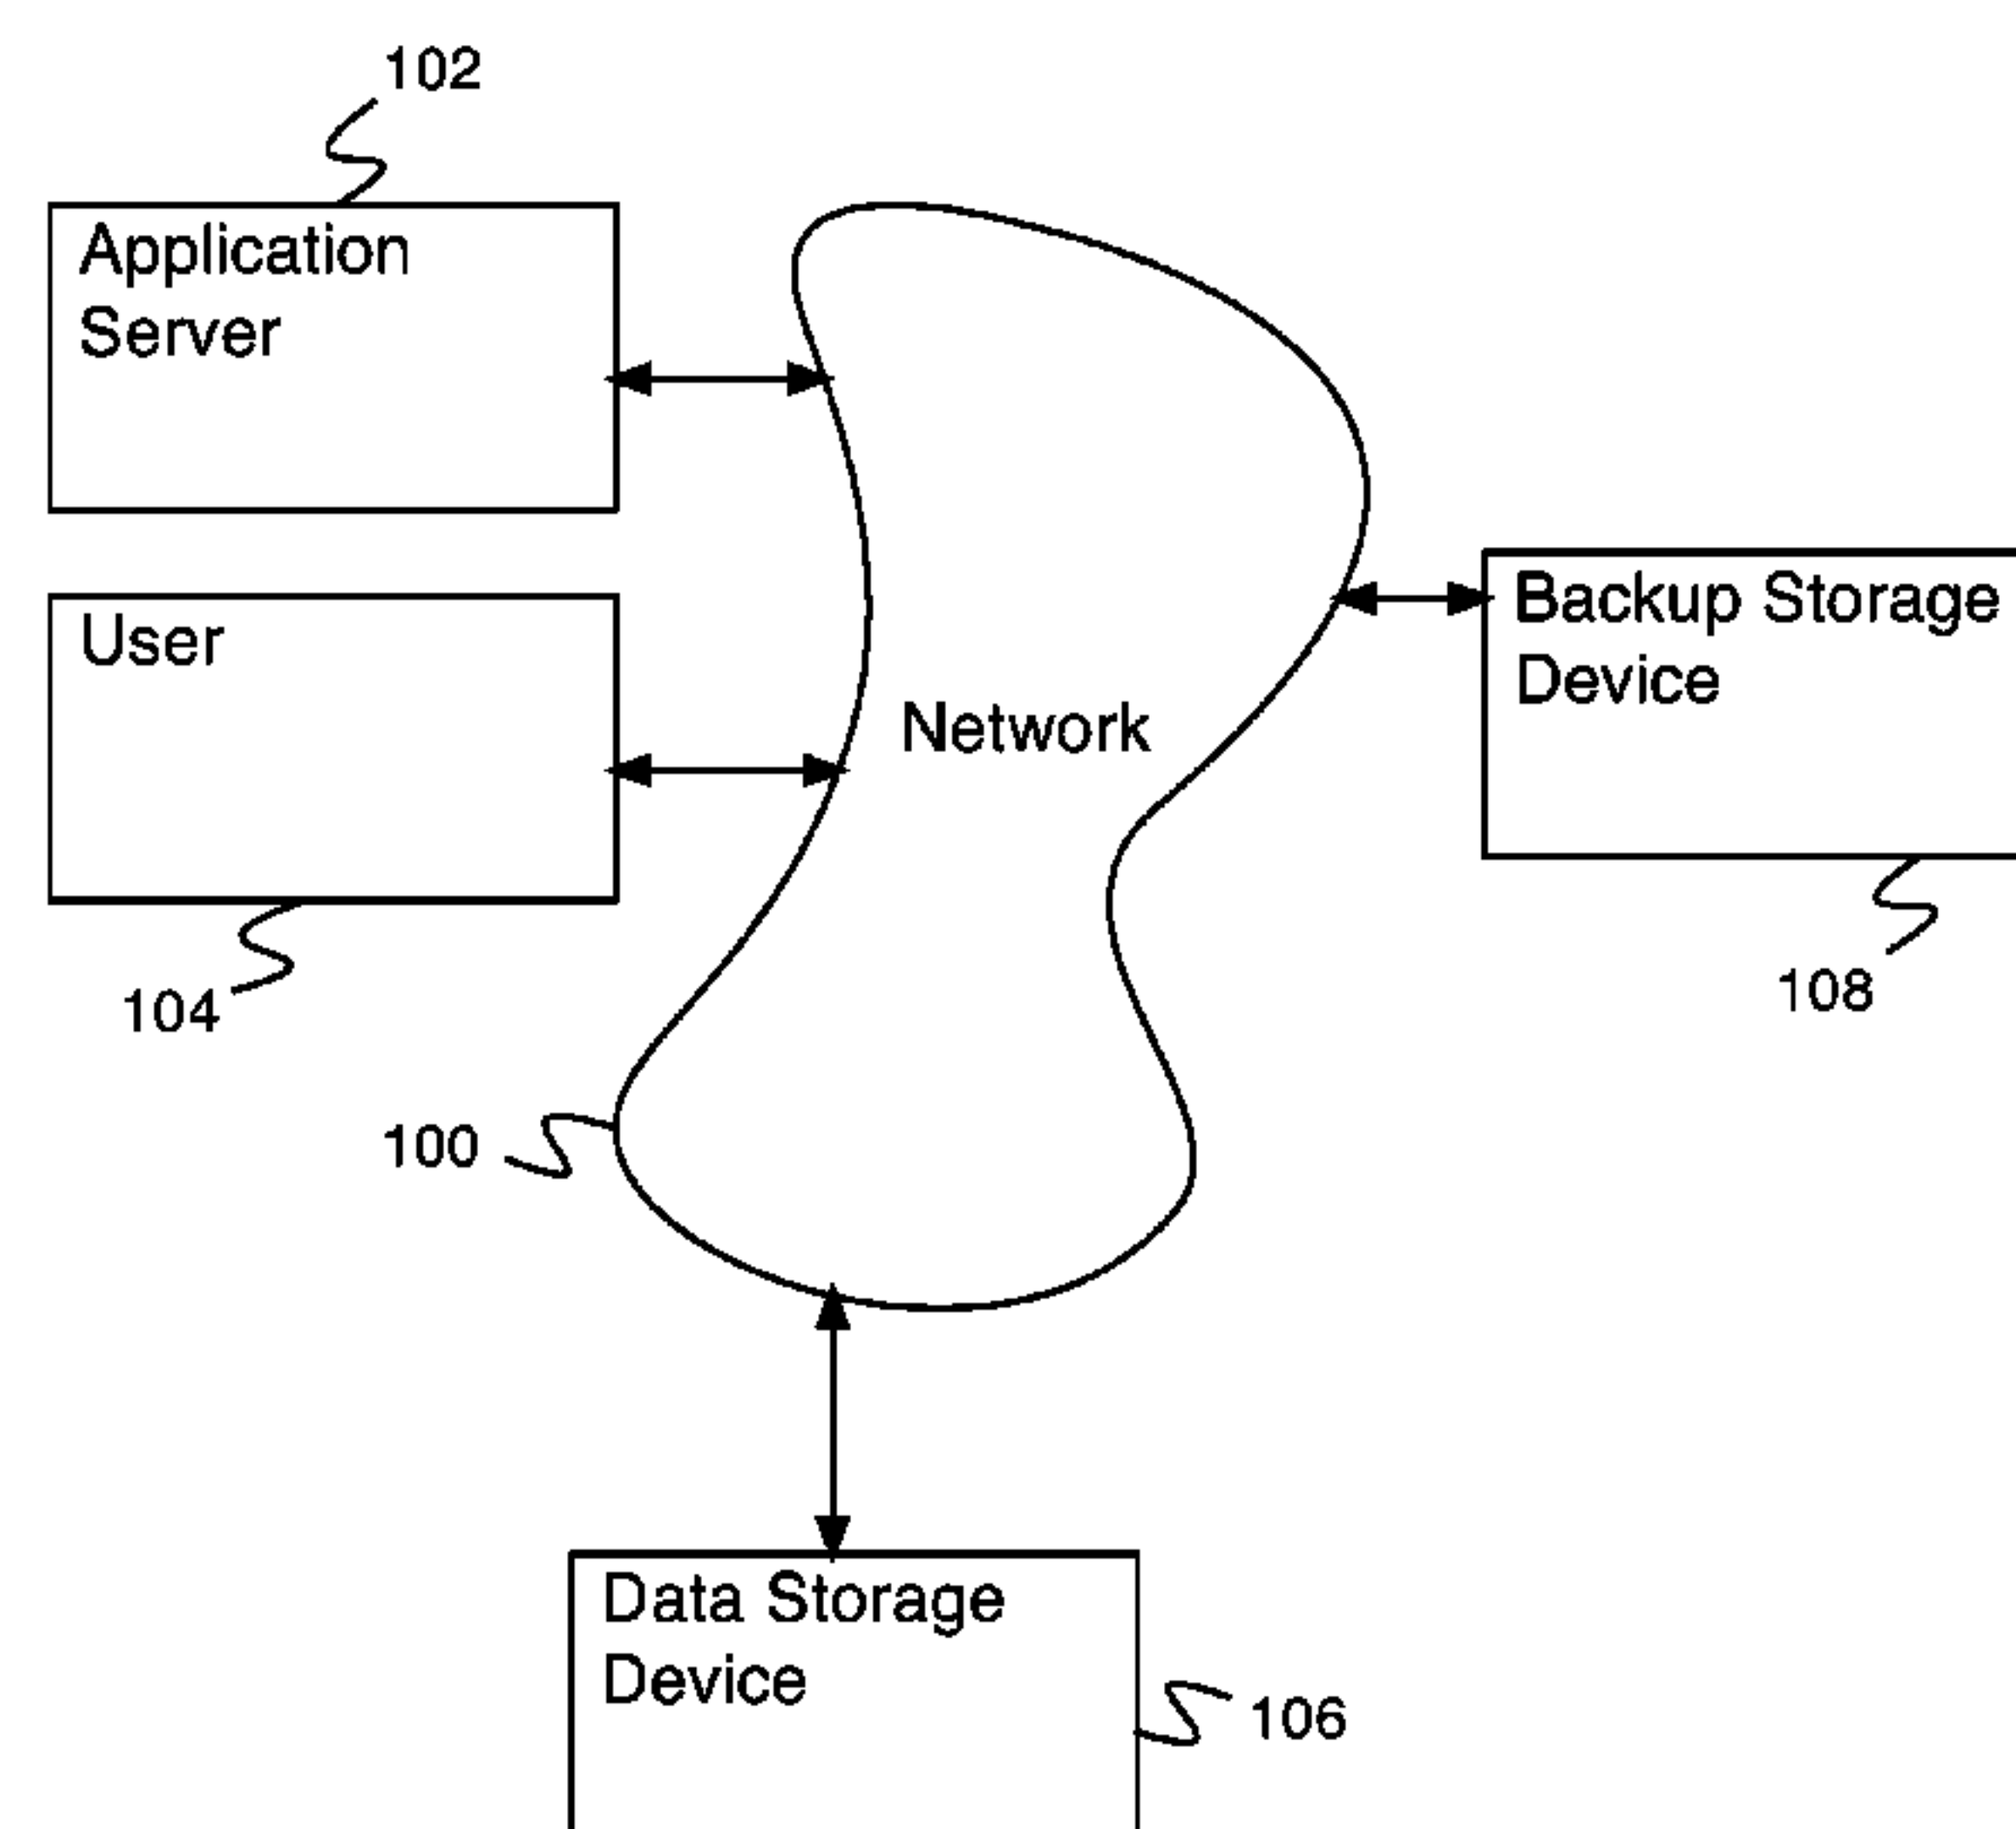 102
Application
Server
User
Network
Backup Storage
Device
104
108
100
Data Storage
Device
106